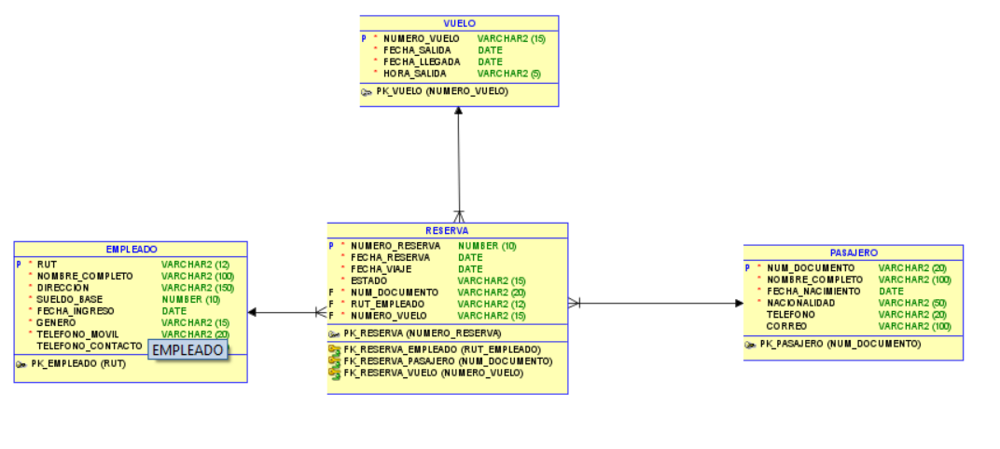 VUELO
P * NUMERO_VUELO VARCHAR2 (15)
* FECHA_SALIDA DATE
* FECHA_LLEGADA DATE
* HORA_SALIDA VARCHAR2 (5)
PK_VUELO (NUMERO_VUELO)
EMPLEADO
P * RUT VARCHAR2 (12)
* NOMBRE_COMPLETO VARCHAR2 (100)
* DIRECCION VARCHAR2 (150)
* SUELDO_BASE NUMBER (10)
* FECHA_INGRESO DATE
* GENERO VARCHAR2 (15)
* TELEFONO_MOVIL VARCHAR2 (20)
TELEFONO_CONTACTO
EMPLEADO
PK_EMPLEADO (RUT)
RESERVA
P * NUMERO_RESERVA NUMBER (10)
* FECHA_RESERVA DATE
* FECHA_VIAJE DATE
* ESTADO VARCHAR2 (15)
F * NUM_DOCUMENTO VARCHAR2 (20)
F * RUT_EMPLEADO VARCHAR2 (12)
F * NUMERO_VUELO VARCHAR2 (15)
PK_RESERVA (NUMERO_RESERVA)
FK_RESERVA_EMPLEADO (RUT_EMPLEADO)
FK_RESERVA_PASAJERO (NUM_DOCUMENTO)
FK_RESERVA_VUELO (NUMERO_VUELO)
PASAJERO
P * NUM_DOCUMENTO VARCHAR2 (20)
* NOMBRE_COMPLETO VARCHAR2 (100)
* FECHA_NACIMIENTO DATE
* NACIONALIDAD VARCHAR2 (50)
TELEFONO VARCHAR2 (20)
CORREO VARCHAR2 (100)
PK_PASAJERO (NUM_DOCUMENTO)